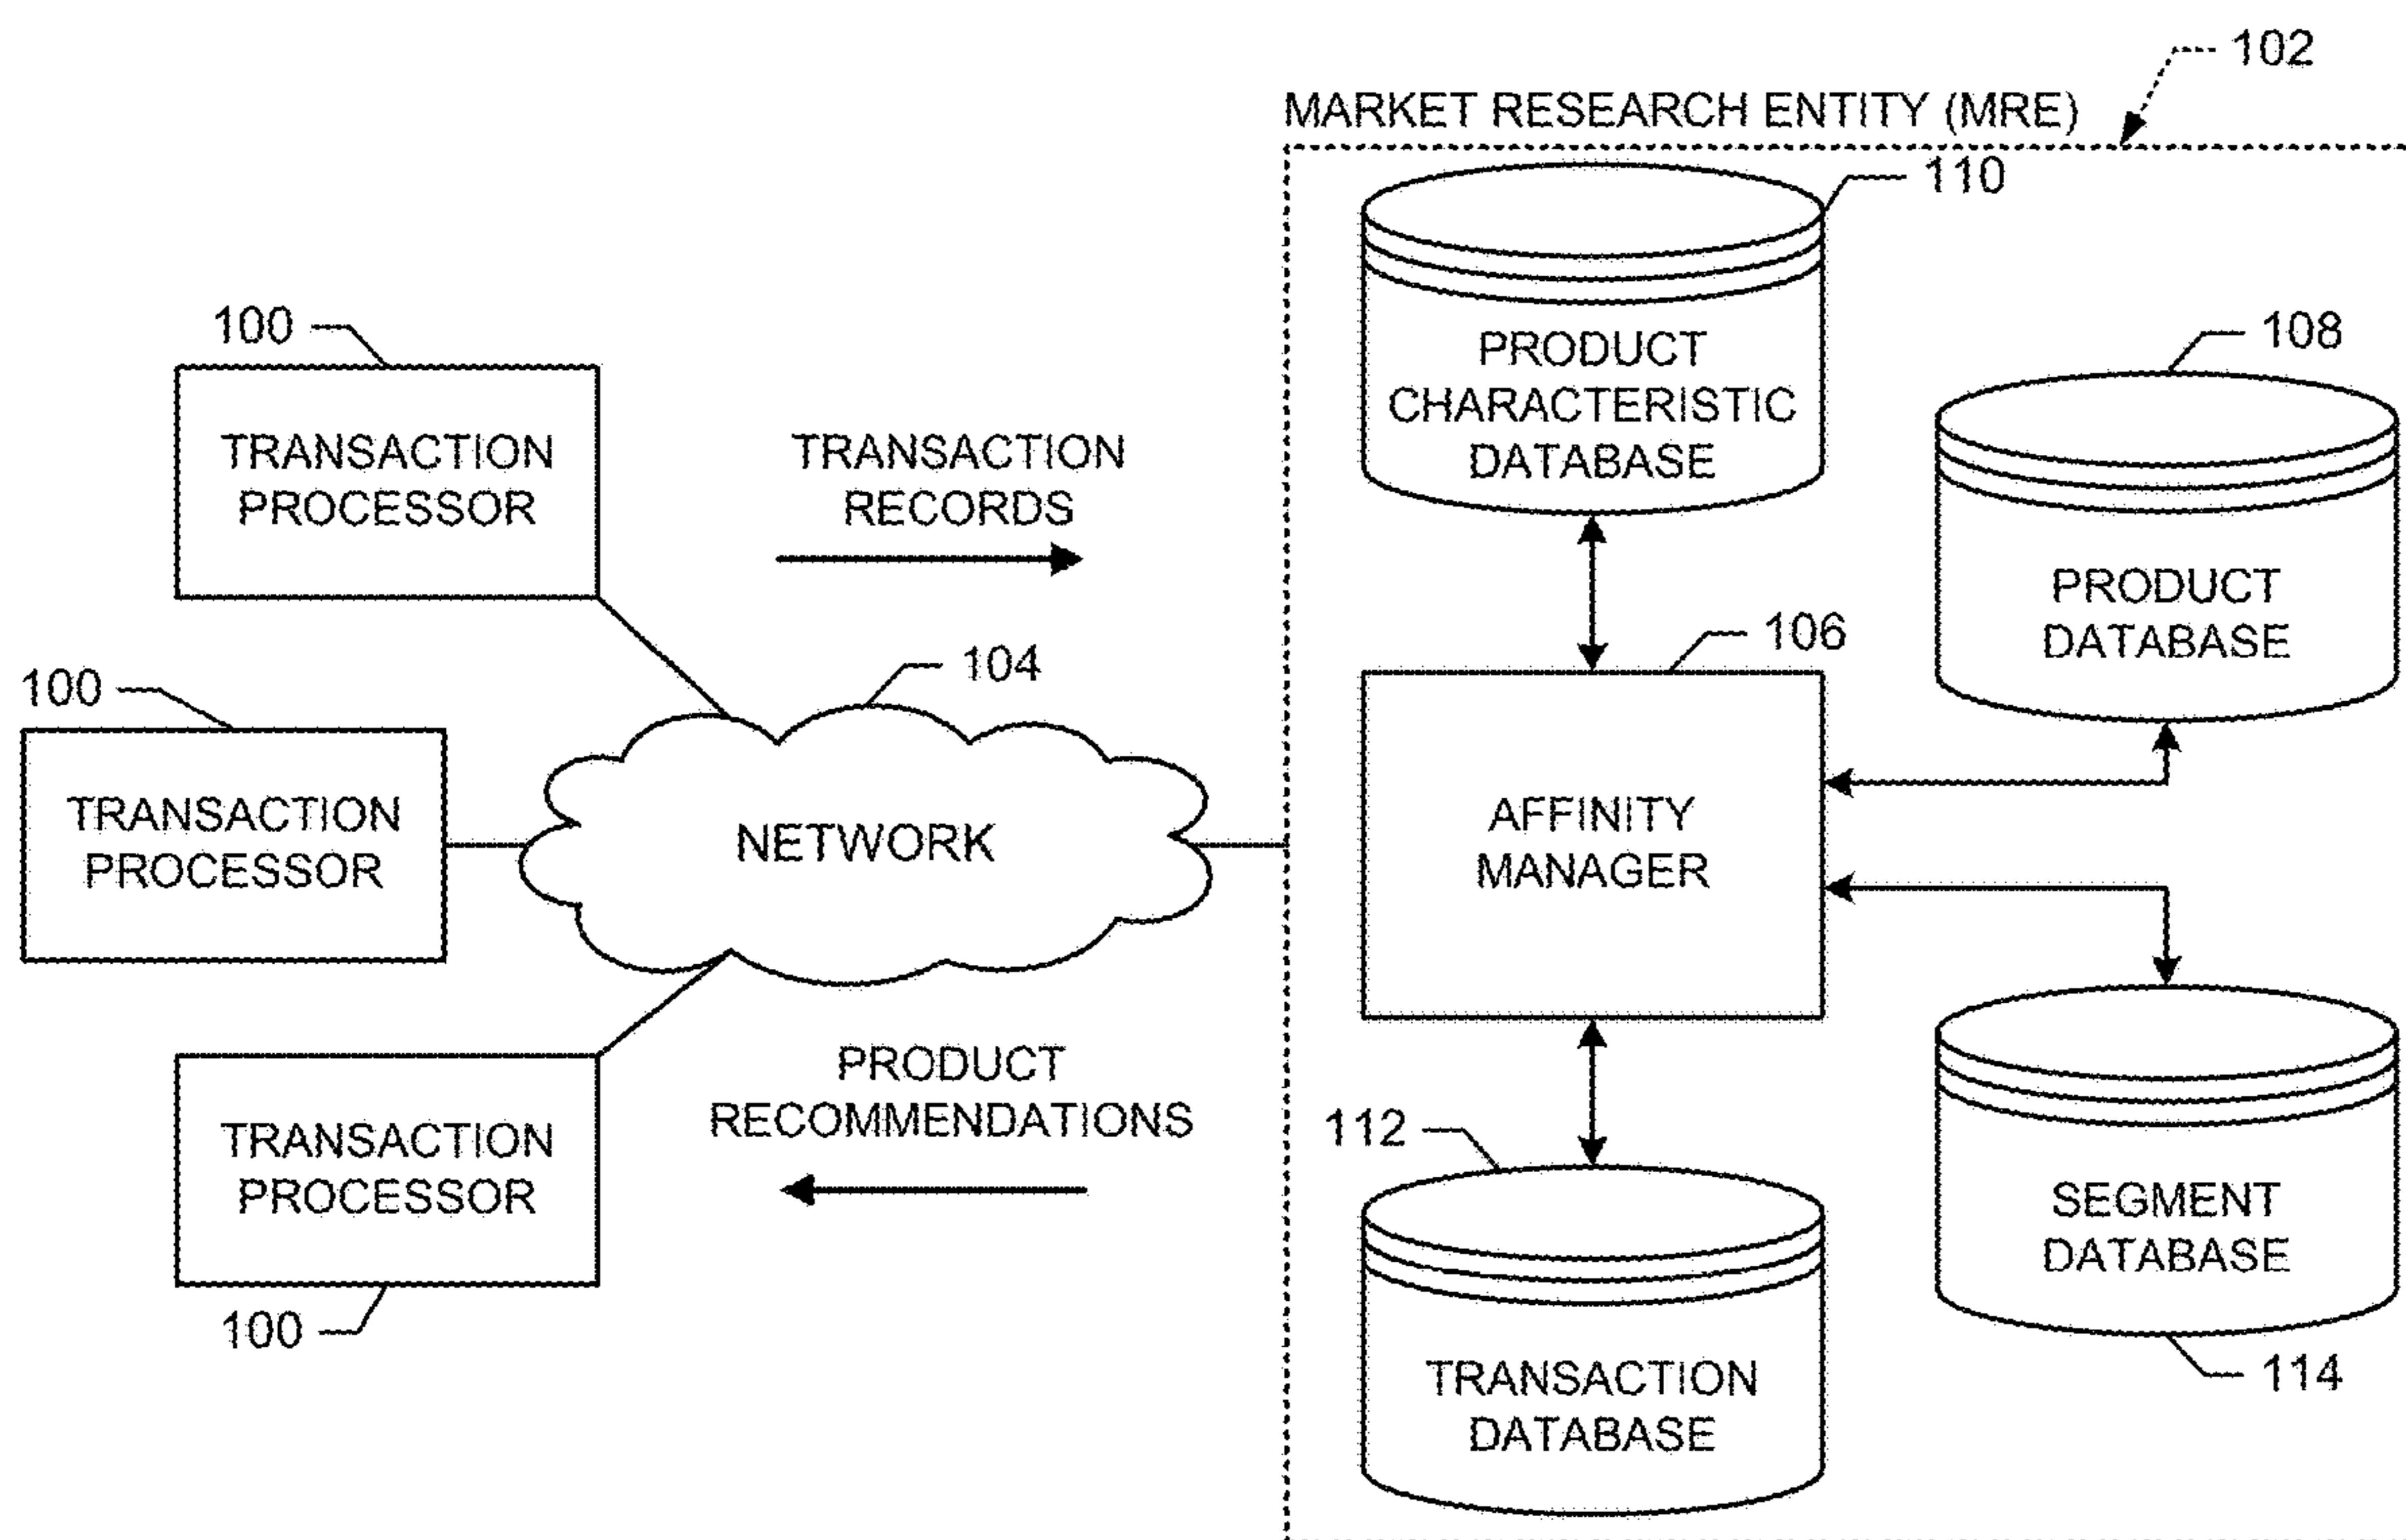 102
MARKET RESEARCH ENTITY (MRE)
110
PRODUCT
CHARACTERISTIC
DATABASE
108
PRODUCT
DATABASE
100
TRANSACTION
PROCESSOR
TRANSACTION
RECORDS
106
104
100
TRANSACTION
PROCESSOR
NETWORK
AFFINITY
MANAGER
PRODUCT
RECOMMENDATIONS
TRANSACTION
PROCESSOR
100
112
TRANSACTION
DATABASE
SEGMENT
DATABASE
114